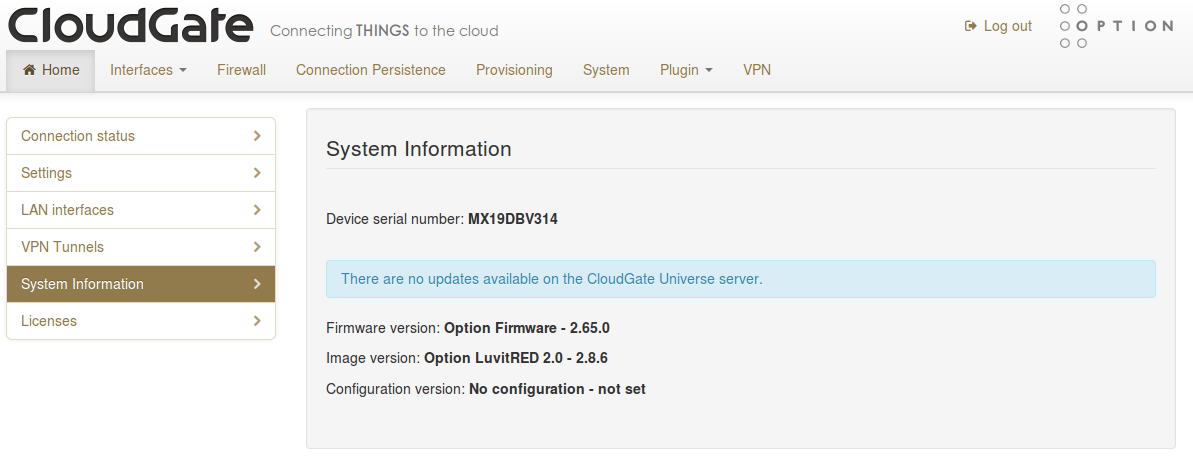 CloudGate Connecting THINGS to the cloud Log out OPTION
Home Interfaces Firewall Connection Persistence Provisioning System Plugin VPN
Connection status
Settings
LAN interfaces
VPN Tunnels
System Information
Licenses
System Information
Device serial number: MX19DBV314
There are no updates available on the CloudGate Universe server.
Firmware version: Option Firmware - 2.65.0
Image version: Option LuvitRED 2.0 - 2.8.6
Configuration version: No configuration - not set